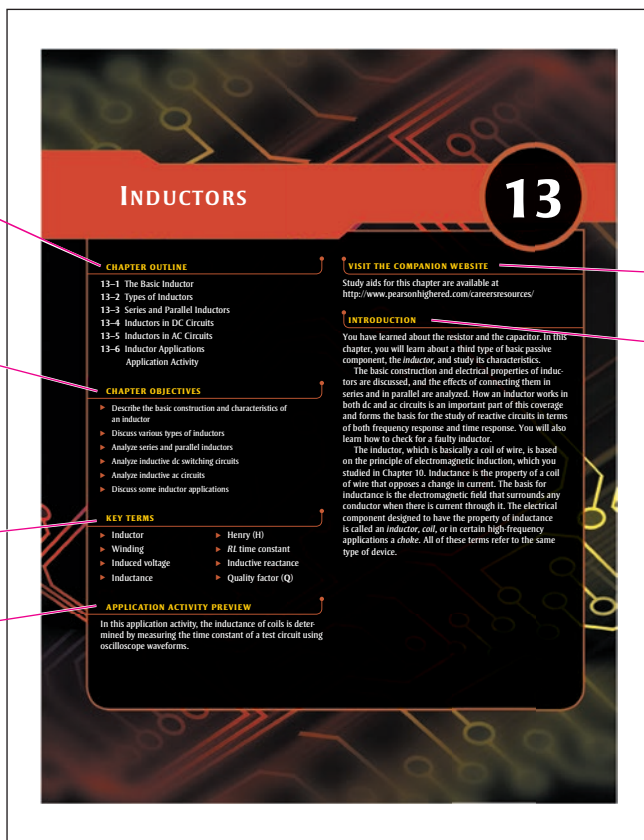 INDUCTORS
13
CHAPTER OUTLINE
13–1 The Basic Inductor
13–2 Types of Inductors
13–3 Series and Parallel Inductors
13–4 Inductors in DC Circuits
13–5 Inductors in AC Circuits
13–6 Inductor Applications
Application Activity
CHAPTER OBJECTIVES
▶ Describe the basic construction and characteristics of
an inductor
▶ Discuss various types of inductors
▶ Analyze series and parallel inductors
▶ Analyze inductive dc switching circuits
▶ Analyze inductive ac circuits
▶ Discuss some inductor applications
KEY TERMS
▶ Inductor
▶ Winding
▶ Induced voltage
▶ Inductance
▶ Henry (H)
▶ RL time constant
▶ Inductive reactance
▶ Quality factor (Q)
APPLICATION ACTIVITY PREVIEW
In this application activity, the inductance of coils is deter-
mined by measuring the time constant of a test circuit using
oscilloscope waveforms.
VISIT THE COMPANION WEBSITE
Study aids for this chapter are available at
http://www.pearsonhighered.com/careersresources/
INTRODUCTION
You have learned about the resistor and the capacitor. In this
chapter, you will learn about a third type of basic passive
component, the inductor, and study its characteristics.
The basic construction and electrical properties of induc-
tors are discussed, and the effects of connecting them in
series and in parallel are analyzed. How an inductor works in
both dc and ac circuits is an important part of this coverage
and forms the basis for the study of reactive circuits in terms
of both frequency response and time response. You will also
learn how to check for a faulty inductor.
The inductor, which is basically a coil of wire, is based
on the principle of electromagnetic induction, which you
studied in Chapter 10. Inductance is the property of a coil
of wire that opposes a change in current. The basis for
inductance is the electromagnetic field that surrounds any
conductor when there is current through it. The electrical
component designed to have the property of inductance
is called an inductor, coil, or in certain high-frequency
applications a choke. All of these terms refer to the same
type of device.